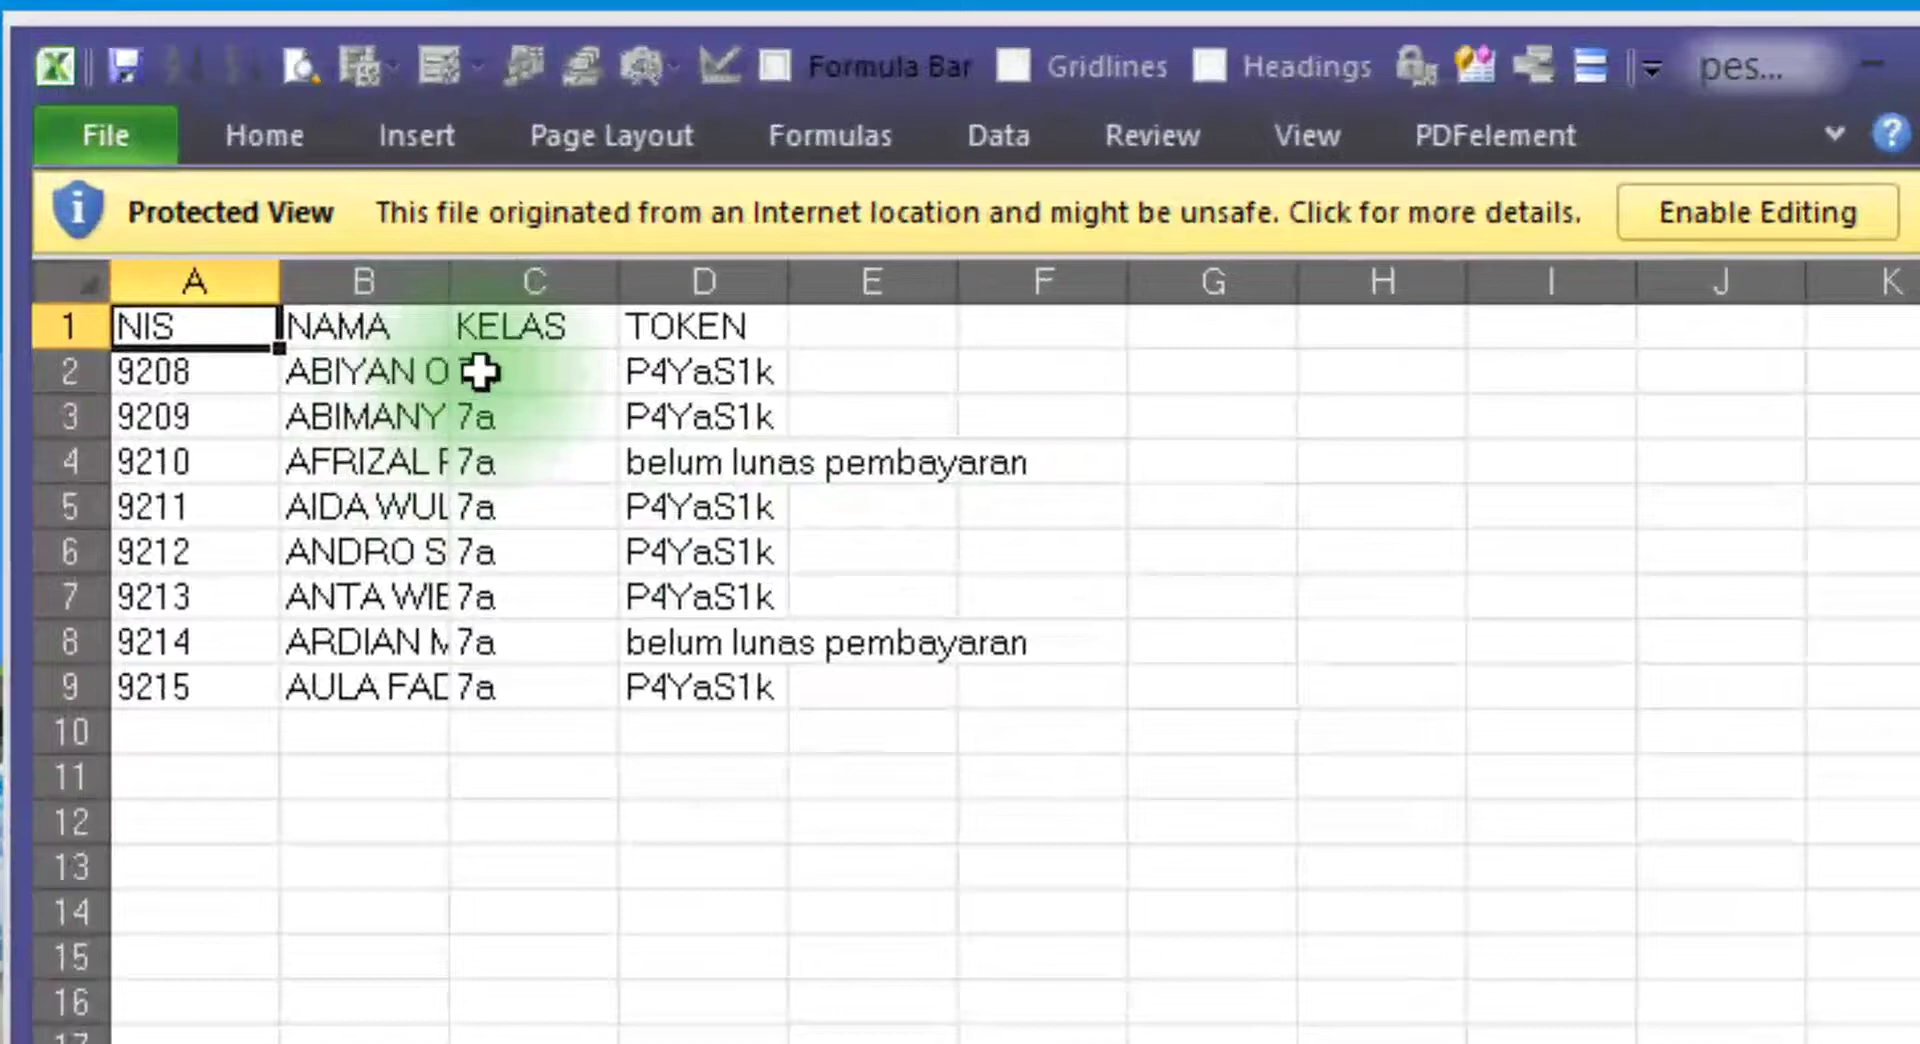 Formula Bar Gridlines Headings pes...
File Home Insert Page Layout Formulas Data Review View PDFelement ?
i Protected View This file originated from an Internet location and might be unsafe. Click for more details. Enable Editing
A B C D E F G H I J K
1 NIS NAMA KELAS TOKEN
2 9208 ABIYAN O P4YaS1k
3 9209 ABIMANY 7a P4YaS1k
4 9210 AFRIZAL 7a belum lunas pembayaran
5 9211 AIDA WUL 7a P4YaS1k
6 9212 ANDRO S 7a P4YaS1k
7 9213 ANTA WIE 7a P4YaS1k
8 9214 ARDIAN M 7a belum lunas pembayaran
9 9215 AULA FAD 7a P4YaS1k
10
11
12
13
14
15
16
17